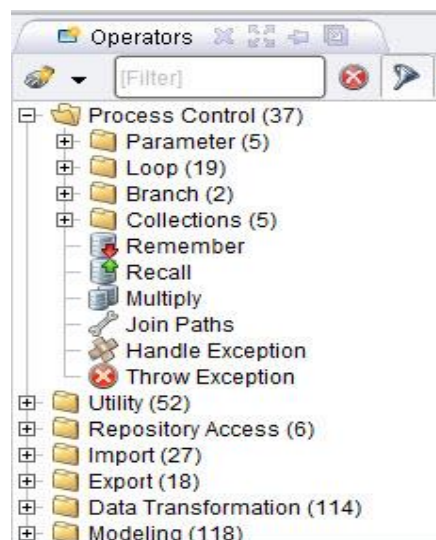 Operators
[Filter]
Process Control (37)
Parameter (5)
Loop (19)
Branch (2)
Collections (5)
Remember
Recall
Multiply
Join Paths
Handle Exception
Throw Exception
Utility (52)
Repository Access (6)
Import (27)
Export (18)
Data Transformation (114)
Modeling (118)